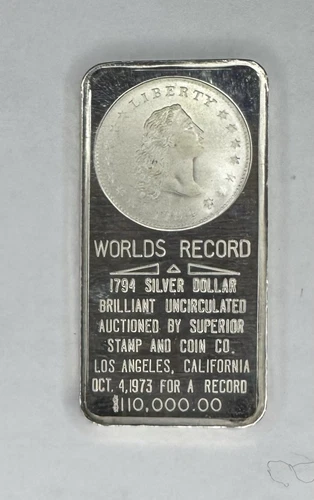 LIBERTY
1794
WORLDS RECORD
1794 SILVER DOLLAR
BRILLIANT UNCIRCULATED
AUCTIONED BY SUPERIOR
STAMP AND COIN CO.
LOS ANGELES, CALIFORNIA
OCT. 4,1973 FOR A RECORD
$110,000.00